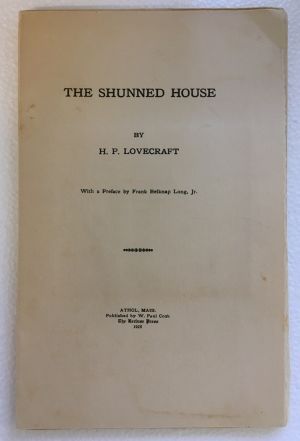 THE SHUNNED HOUSE
BY
H. P. LOVECRAFT
With a Preface by Frank Belknap Long, Jr.
ATHOL, MASS.
Published by W. Paul Cook
The Recluse Press
1928